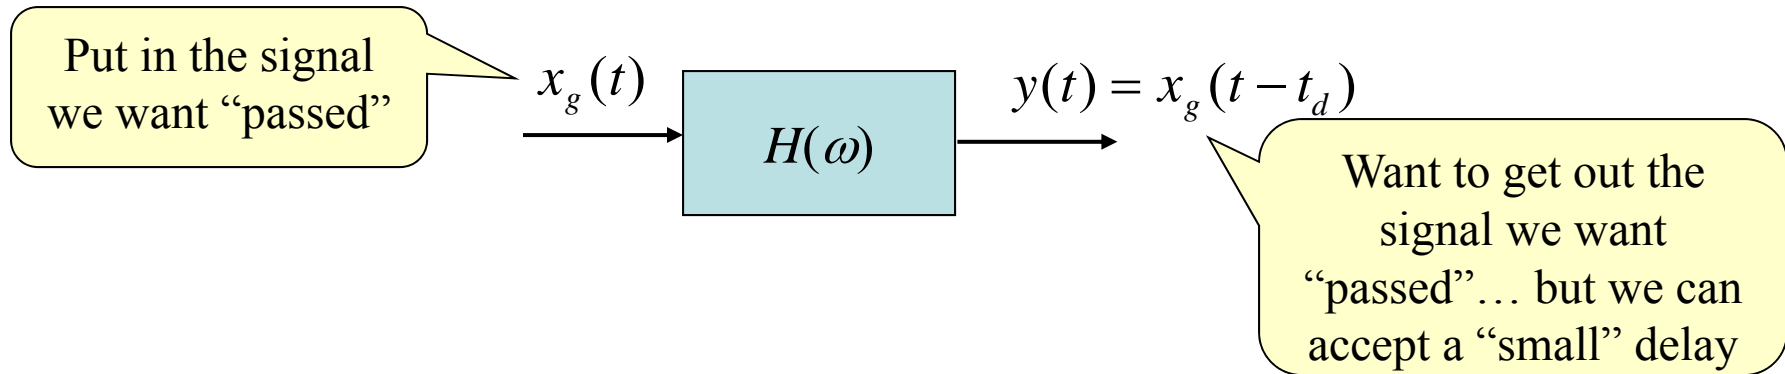 Put in the signal
we want “passed”
x_g(t)
H(ω)
y(t) = x_g(t − t_d)
Want to get out the
signal we want
“passed”… but we can
accept a “small” delay